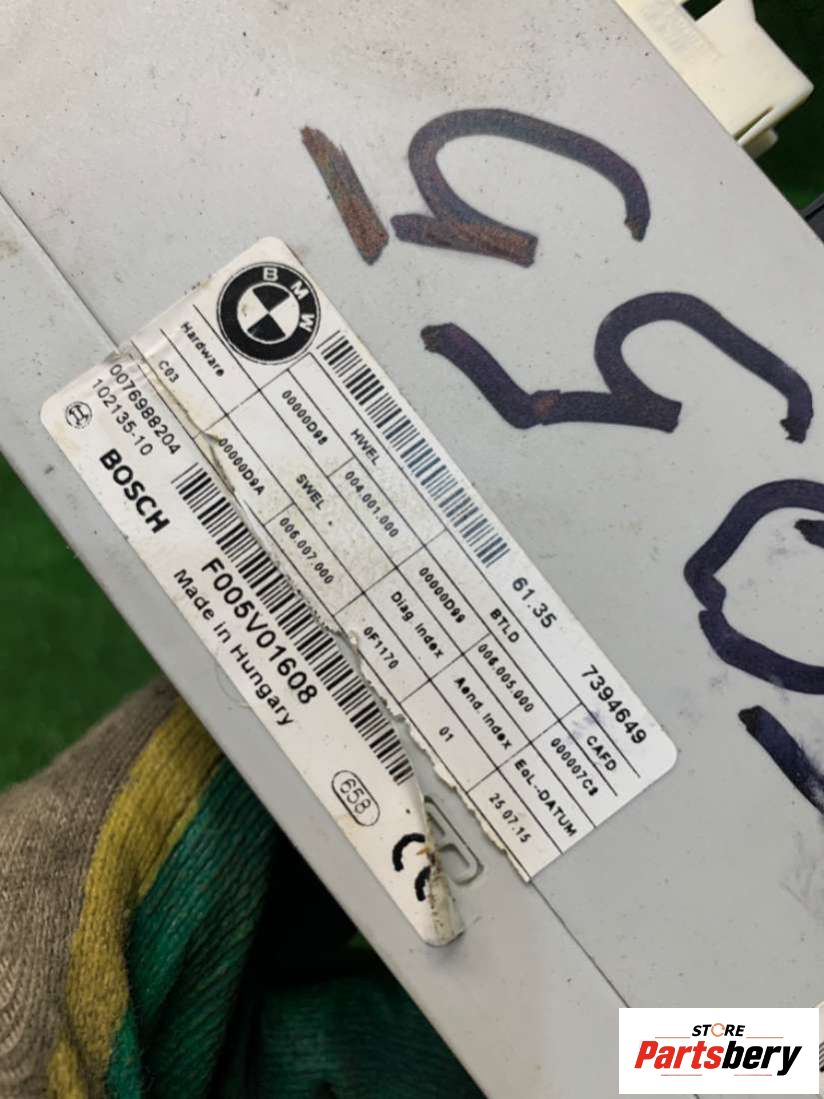 BMW
61.35 7394649
Hardware HWEL BTLD CAFD
C03 00000D98 00000D99 000007C8
004.001.000 006.005.000
SWEL Diag Index Aend. Index EoL-DATUM
00000D9A 0F1170 01 25.07.15
006.007.000
0076988204
102135-10
BOSCH F005V01608
Made in Hungary
658
CE
STORE
Partsbery